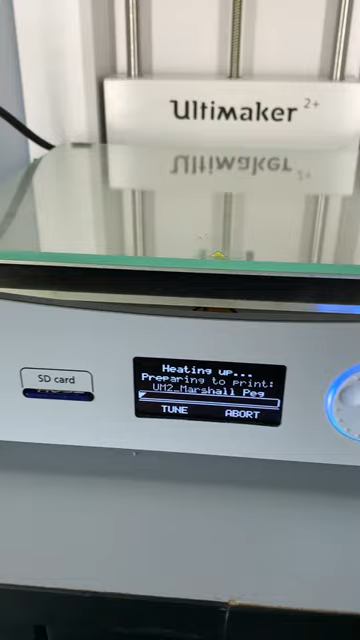 Ultimaker 2+
SD card
Heating up...
Preparing to print:
UM2_Marshall Peg
TUNE ABORT